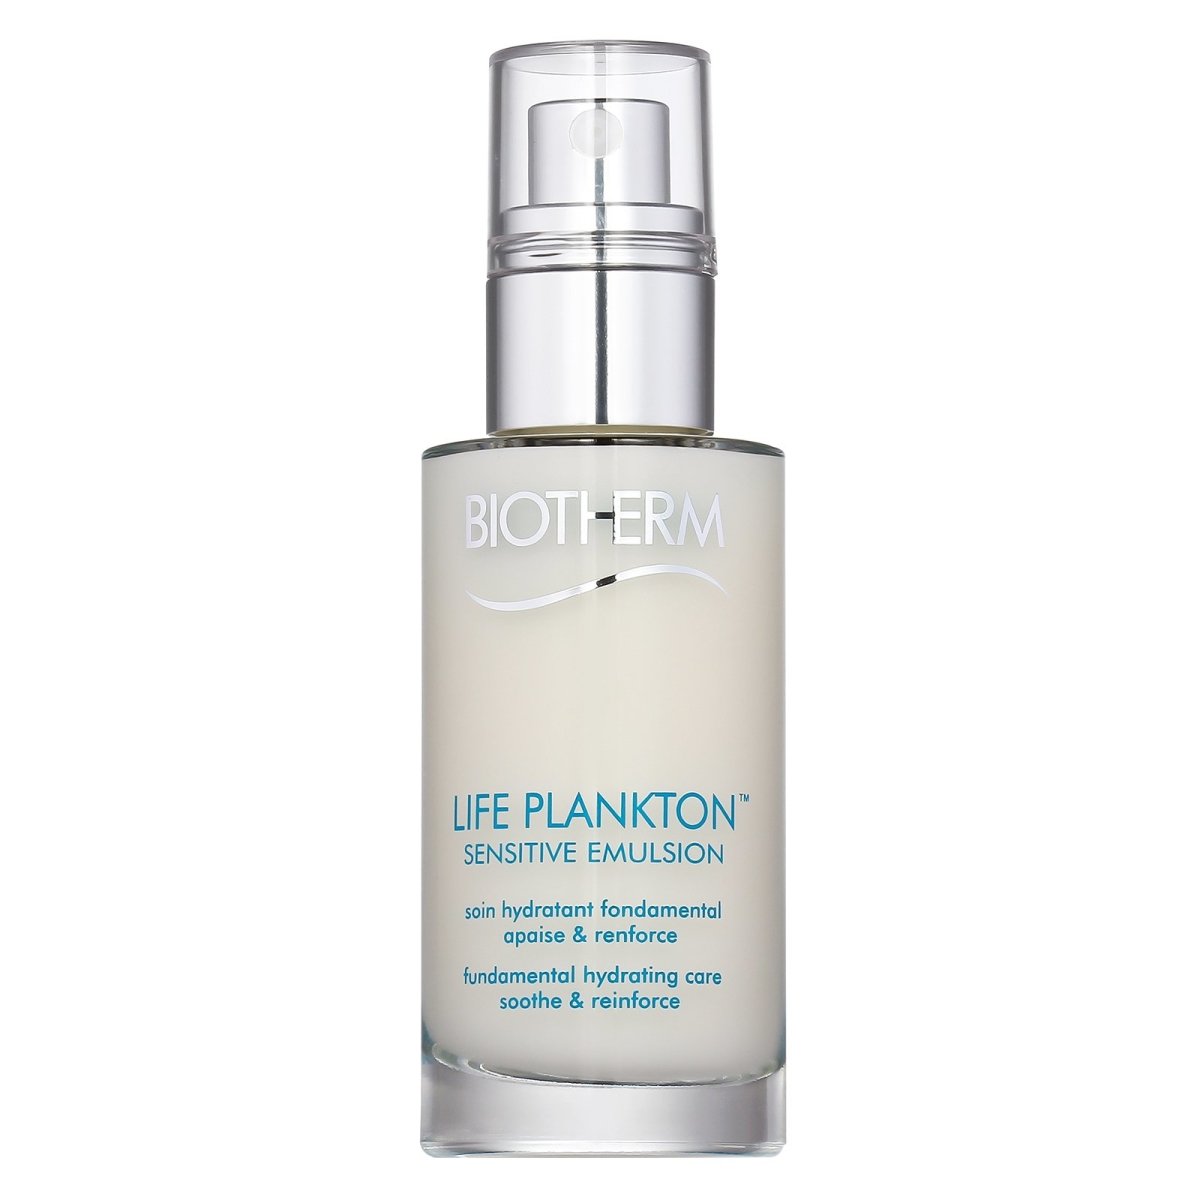 BIOTHERM
LIFE PLANKTON™
SENSITIVE EMULSION
soin hydratant fondamental
apaise & renforce
fundamental hydrating care
soothe & reinforce